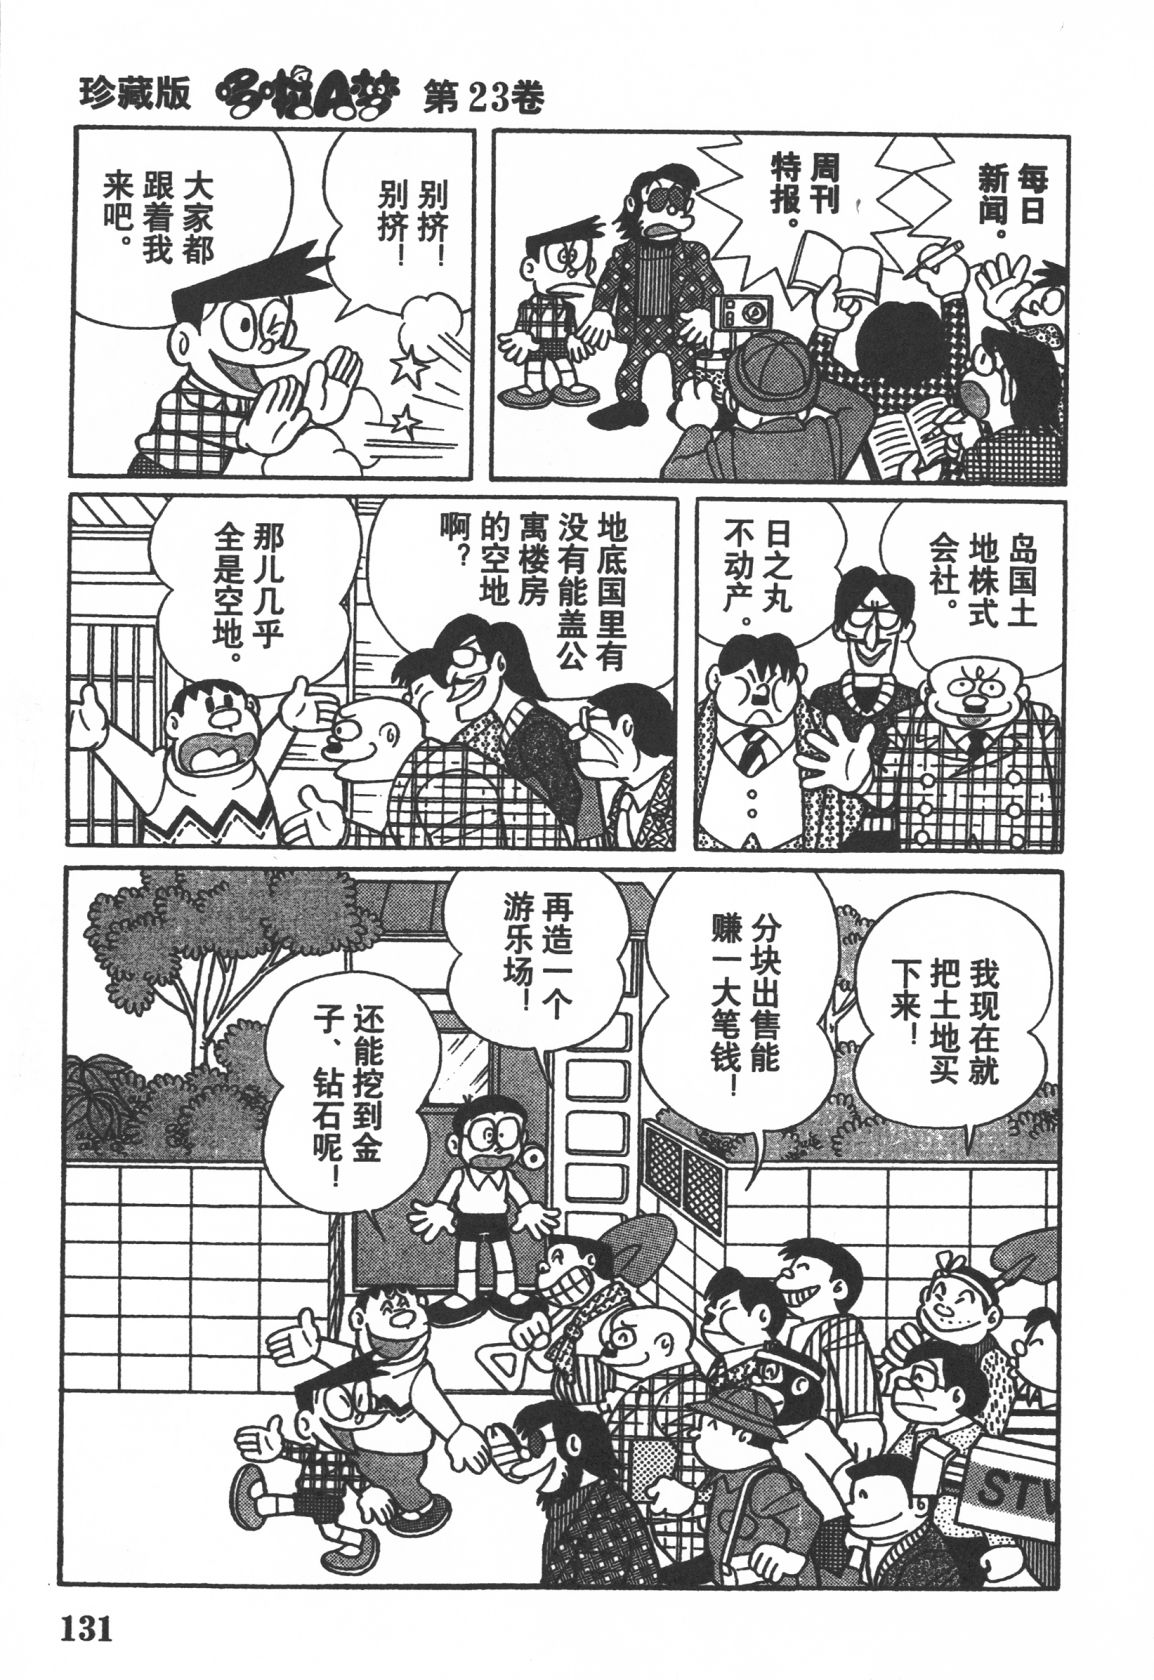 珍藏版 哆啦A梦 第23卷
每日
新闻。
周刊
特报。
别挤！
别挤！
大家都
跟着我
来吧。
岛国土
地株式
会社。
日之丸
不动产。
地底国里有
没有能盖公
寓楼房
的空地
啊？
那儿几乎
全是空地。
我现在就
把土地买
下来！
分块出售能
赚一大笔钱！
再造一个
游乐场！
还能挖到金
子、钻石呢！
STV
131